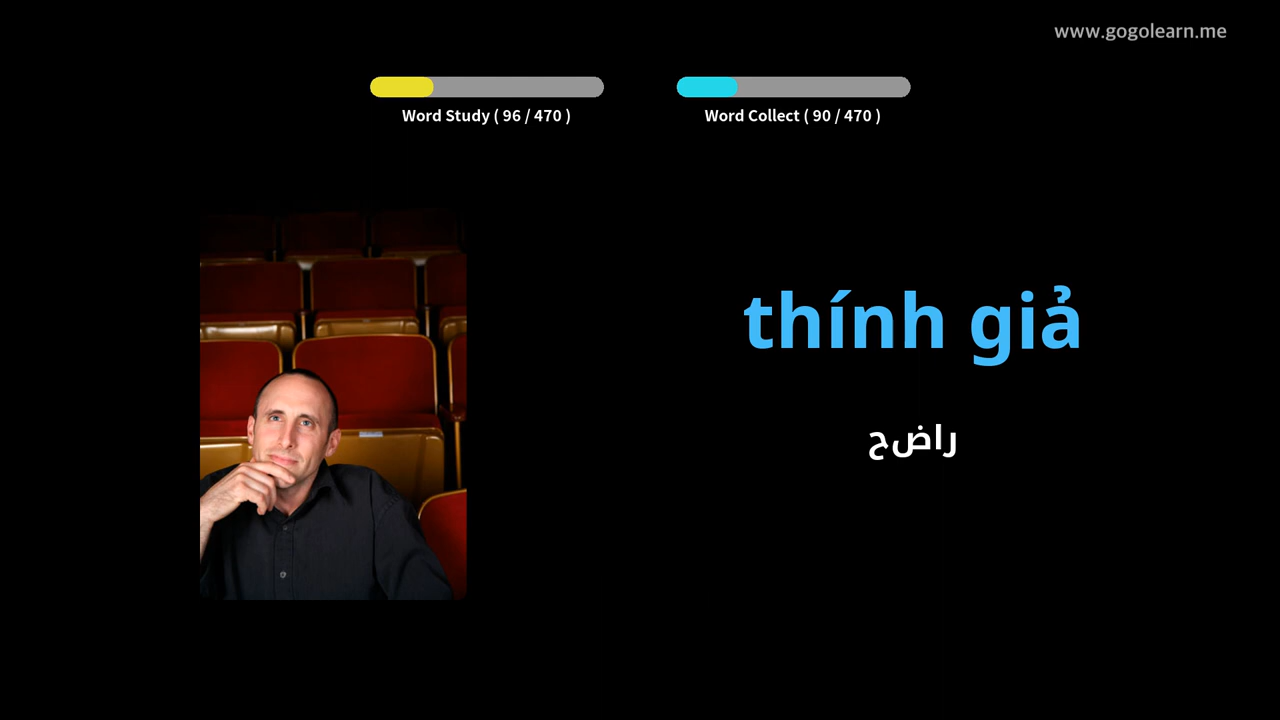 www.gogolearn.me
Word Study ( 96 / 470 )
Word Collect ( 90 / 470 )
thính giả
راضح